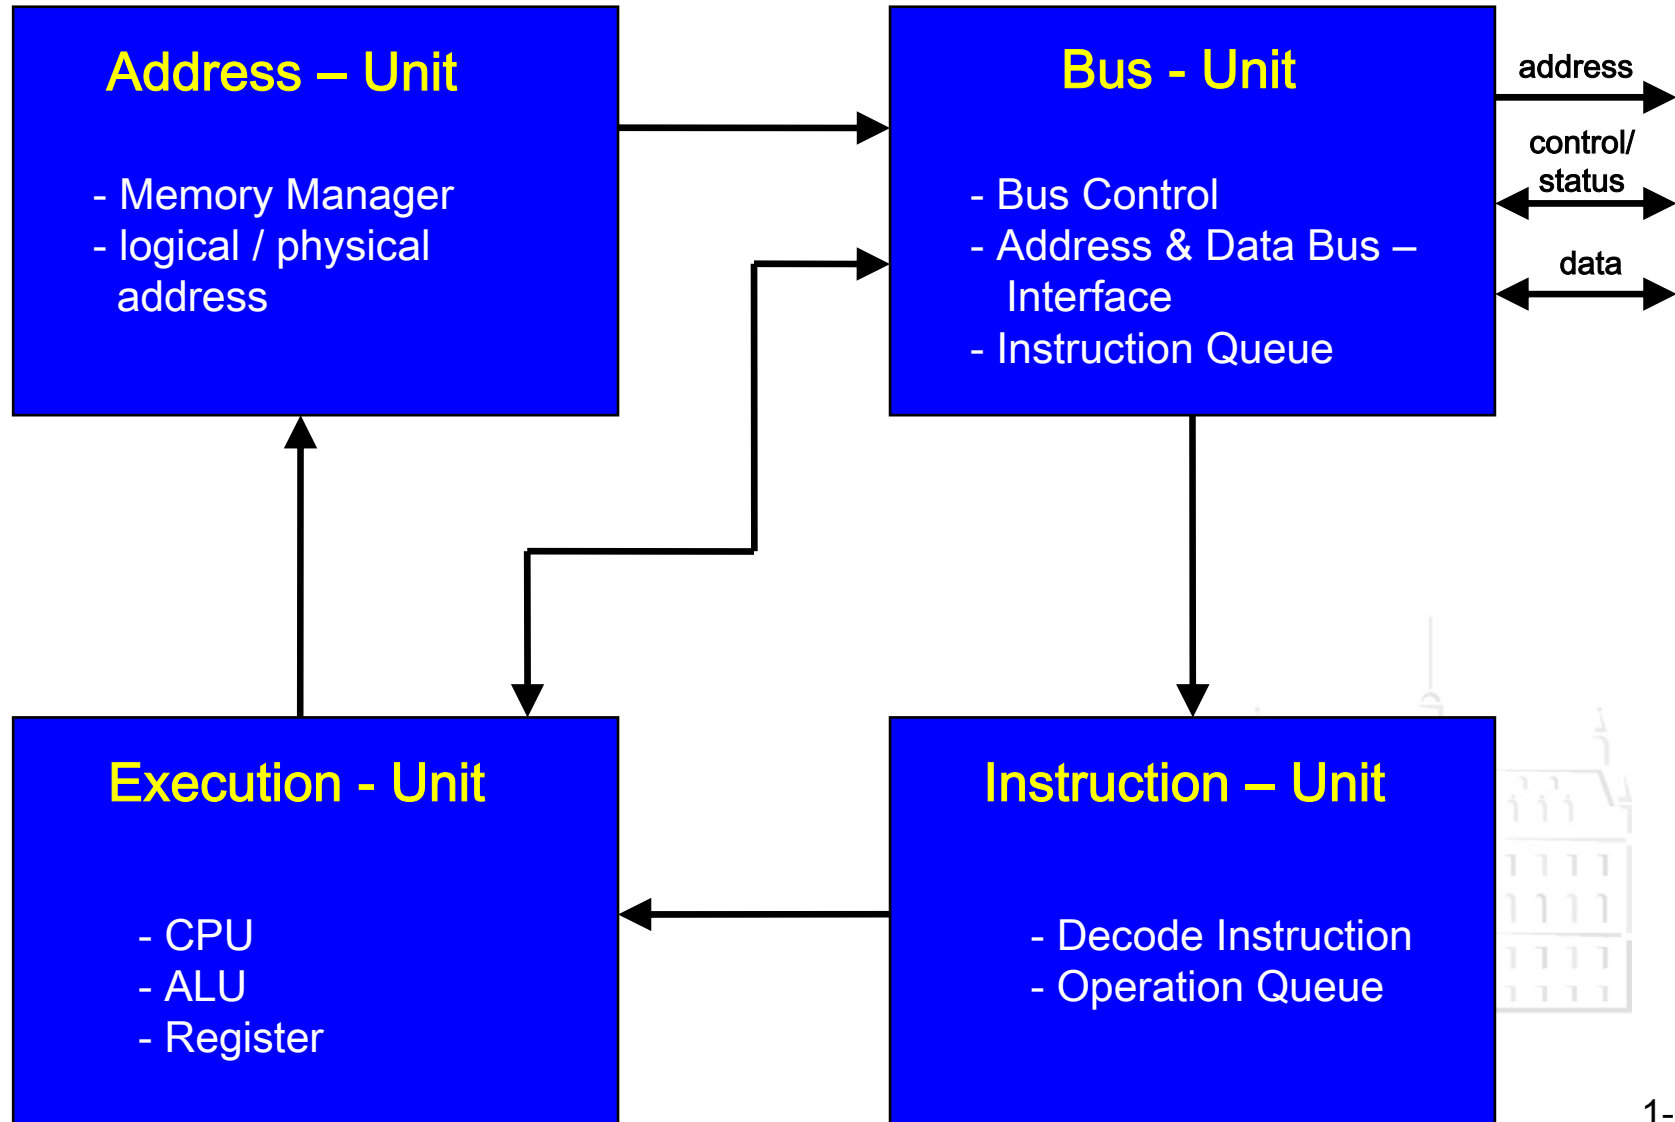 Address – Unit
- Memory Manager
- logical / physical
address
Bus - Unit
- Bus Control
- Address & Data Bus –
Interface
- Instruction Queue
address
control/
status
data
Execution - Unit
- CPU
- ALU
- Register
Instruction – Unit
- Decode Instruction
- Operation Queue
1-